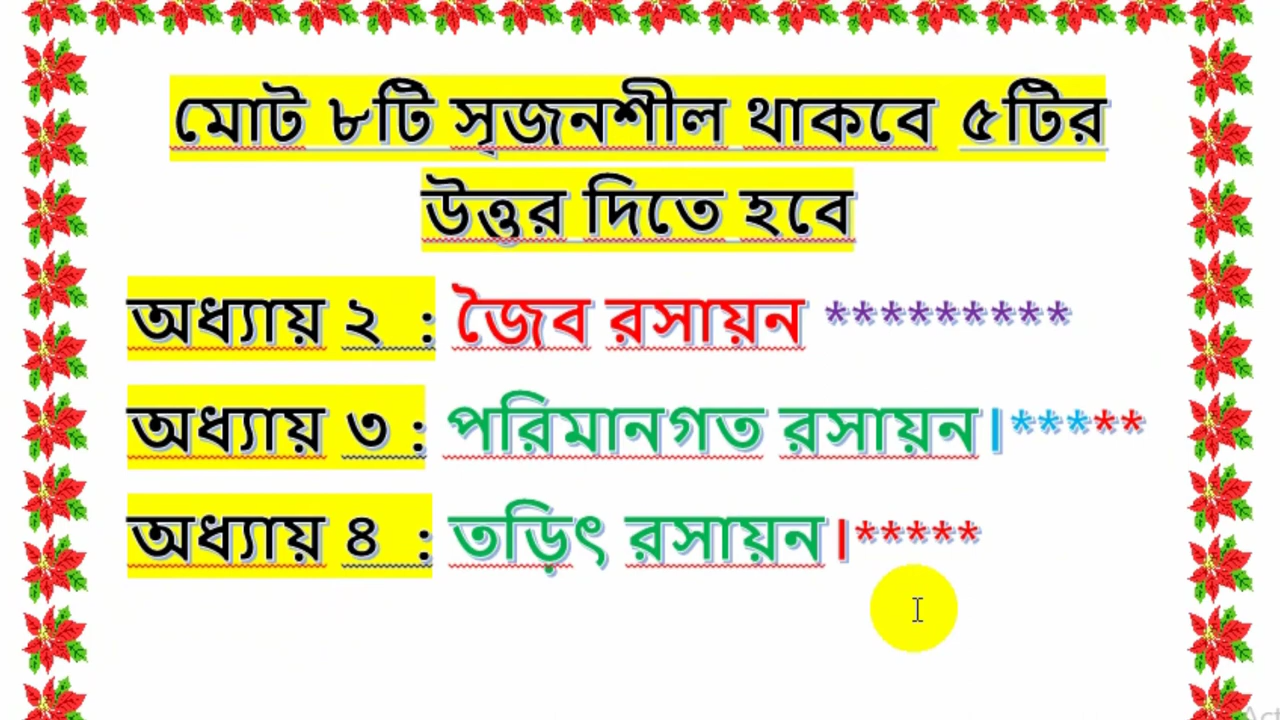 মোট ৮টি সৃজনশীল থাকবে ৫টির
উত্তর দিতে হবে
অধ্যায় ২ : জৈব রসায়ন *********
অধ্যায় ৩ : পরিমানগত রসায়ন।*****
অধ্যায় ৪ : তড়িৎ রসায়ন।*****